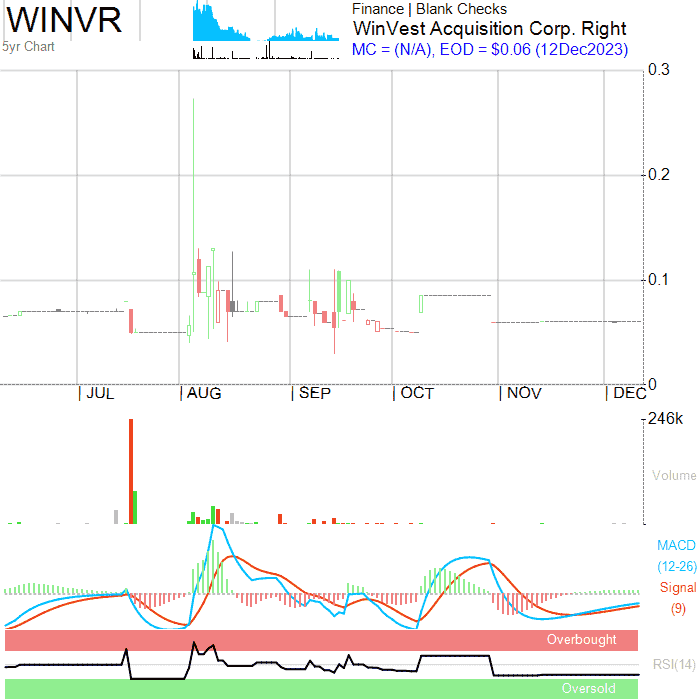 WINVR
5yr Chart
Finance | Blank Checks
WinVest Acquisition Corp. Right
MC = (N/A), EOD = $0.06 (12Dec2023)
0.3
0.2
0.1
0
| JUL | AUG | SEP | OCT | NOV | DEC
246k
Volume
MACD
(12-26)
Signal
(9)
Overbought
RSI(14)
Oversold